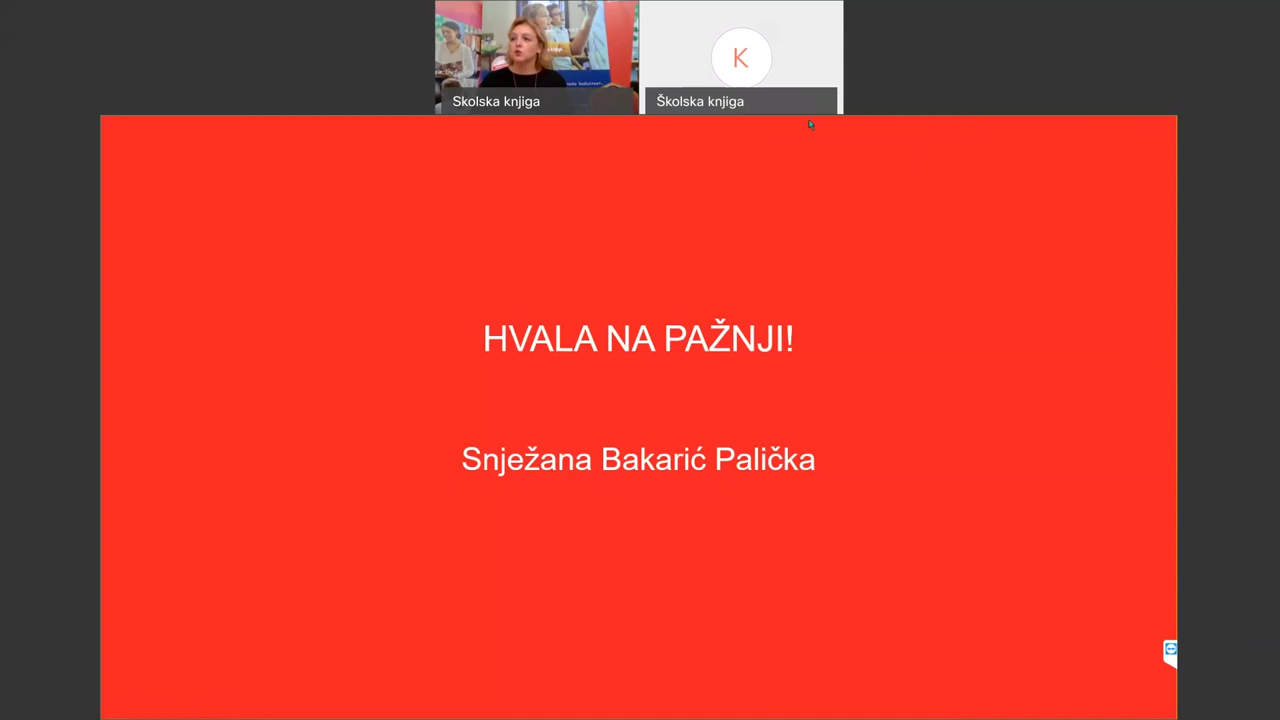 Skolska knjiga
Školska knjiga
K
HVALA NA PAŽNJI!
Snježana Bakarić Palička